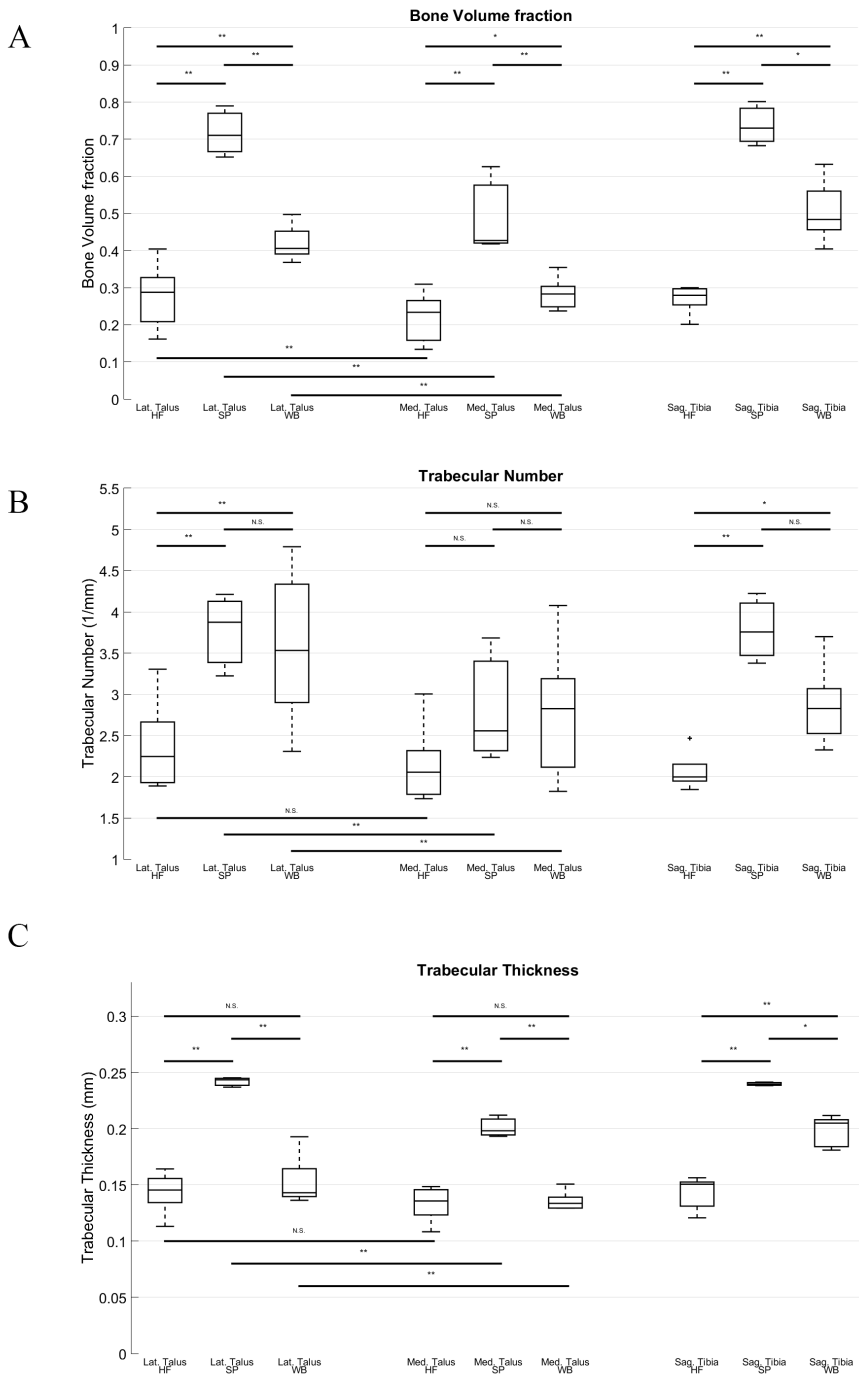 A
Bone Volume fraction
Bone Volume fraction
1
0.9
0.8
0.7
0.6
0.5
0.4
0.3
0.2
0.1
0
** ** **
* ** **
** ** *
**
**
**
Lat. Talus Lat. Talus Lat. Talus Med. Talus Med. Talus Med. Talus Sag. Tibia Sag. Tibia Sag. Tibia
HF SP WB HF SP WB HF SP WB
B
Trabecular Number
Trabecular Number (1/mm)
5.5
5
4.5
4
3.5
3
2.5
2
1.5
1
** N.S. *
N.S. N.S. N.S.
** N.S. **
N.S.
**
**
Lat. Talus Lat. Talus Lat. Talus Med. Talus Med. Talus Med. Talus Sag. Tibia Sag. Tibia Sag. Tibia
HF SP WB HF SP WB HF SP WB
C
Trabecular Thickness
Trabecular Thickness (mm)
0.3
0.25
0.2
0.15
0.1
0.05
0
N.S. N.S. **
** ** *
** ** **
N.S.
**
**
Lat. Talus Lat. Talus Lat. Talus Med. Talus Med. Talus Med. Talus Sag. Tibia Sag. Tibia Sag. Tibia
HF SP WB HF SP WB HF SP WB